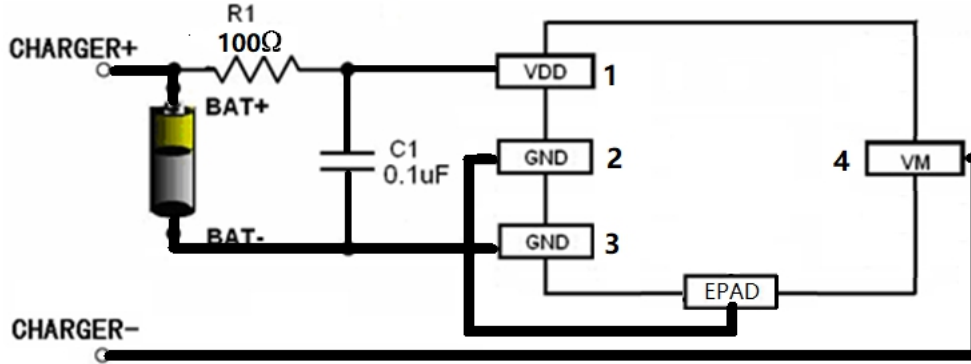 R1
CHARGER+
100Ω
VDD
1
BAT+
C1
0.1uF
GND
2
4
VM
BAT-
GND
3
EPAD
CHARGER-